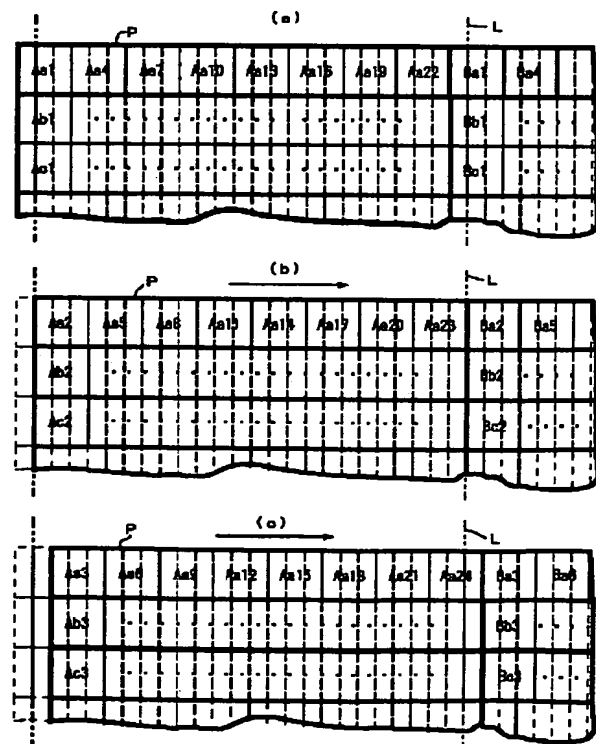 (a)
P
L
Aa1 Aa4 Aa7 Aa10 Aa13 Aa16 Aa19 Aa22 Ba1 Ba4
Ab1 Bb1
Ac1 Bc1
(b)
P
L
Aa2 Aa5 Aa8 Aa11 Aa14 Aa17 Aa20 Aa23 Ba2 Ba5
Ab2 Bb2
Ac2 Bc2
(c)
P
L
Aa3 Aa6 Aa9 Aa12 Aa15 Aa18 Aa21 Aa24 Ba3 Ba6
Ab3 Bb3
Ac3 Bc3